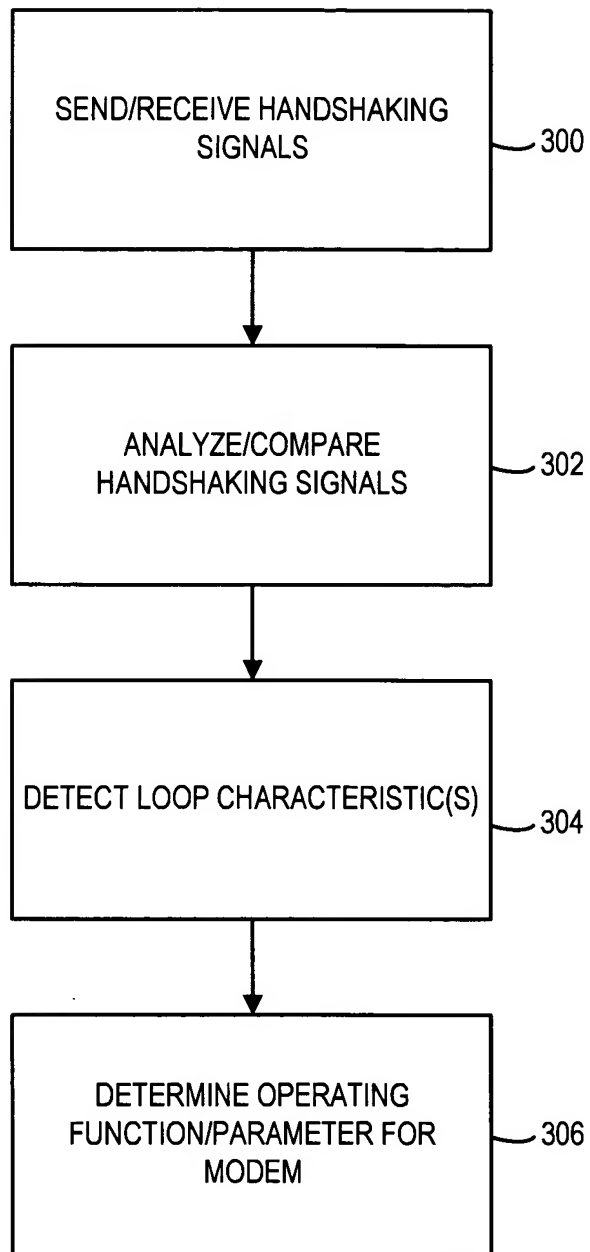 SEND/RECEIVE HANDSHAKING
SIGNALS
300
ANALYZE/COMPARE
HANDSHAKING SIGNALS
302
DETECT LOOP CHARACTERISTIC(S)
304
DETERMINE OPERATING
FUNCTION/PARAMETER FOR
MODEM
306